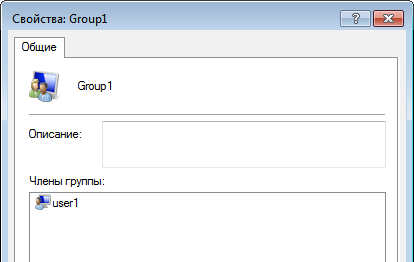 Свойства: Group1
Общие
Group1
Описание:
Члены группы:
user1